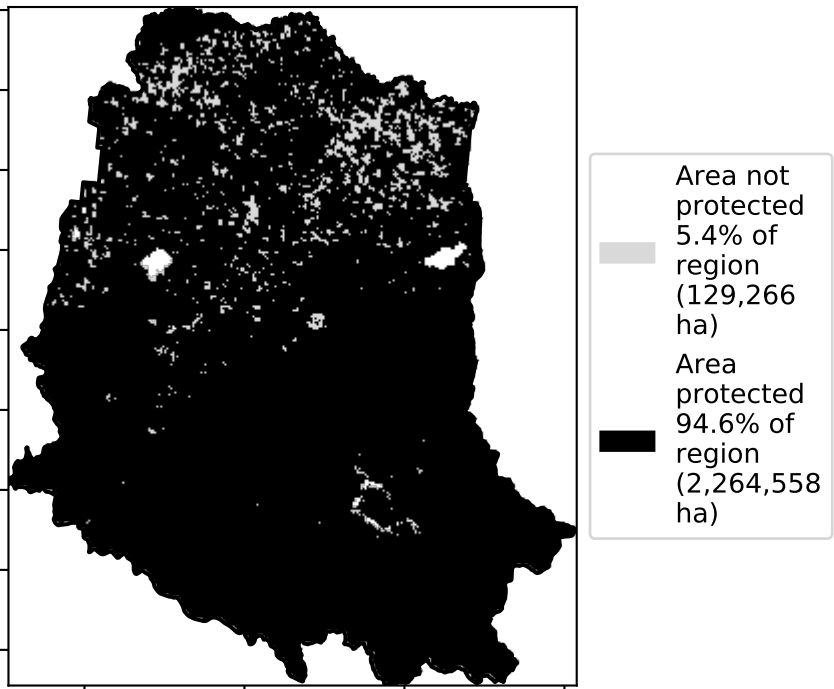 Area not
protected
5.4% of
region
(129,266
ha)
Area
protected
94.6% of
region
(2,264,558
ha)